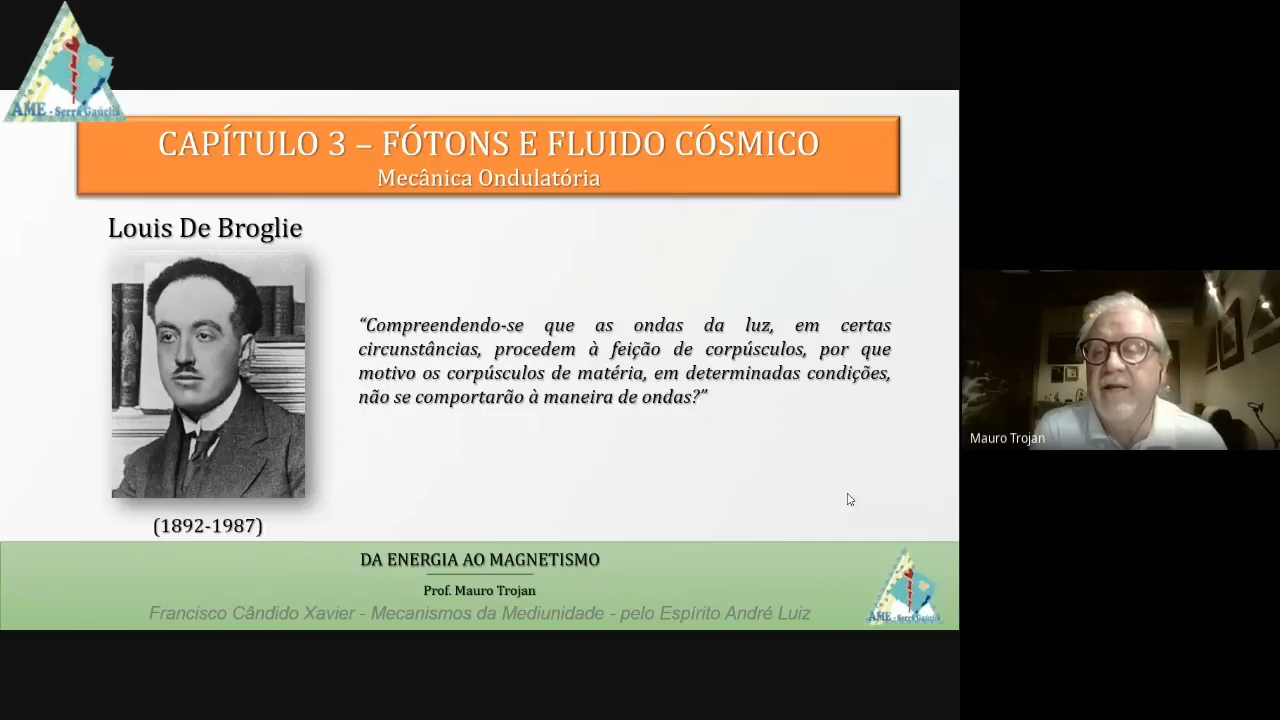 AME - Serra Gaúcha
CAPÍTULO 3 – FÓTONS E FLUIDO CÓSMICO
Mecânica Ondulatória
Louis De Broglie
“Compreendendo-se que as ondas da luz, em certas
circunstâncias, procedem à feição de corpúsculos, por que
motivo os corpúsculos de matéria, em determinadas condições,
não se comportarão à maneira de ondas?”
(1892-1987)
Mauro Trojan
DA ENERGIA AO MAGNETISMO
Prof. Mauro Trojan
Francisco Cândido Xavier - Mecanismos da Mediunidade - pelo Espírito André Luiz
AME - Serra Gaúcha